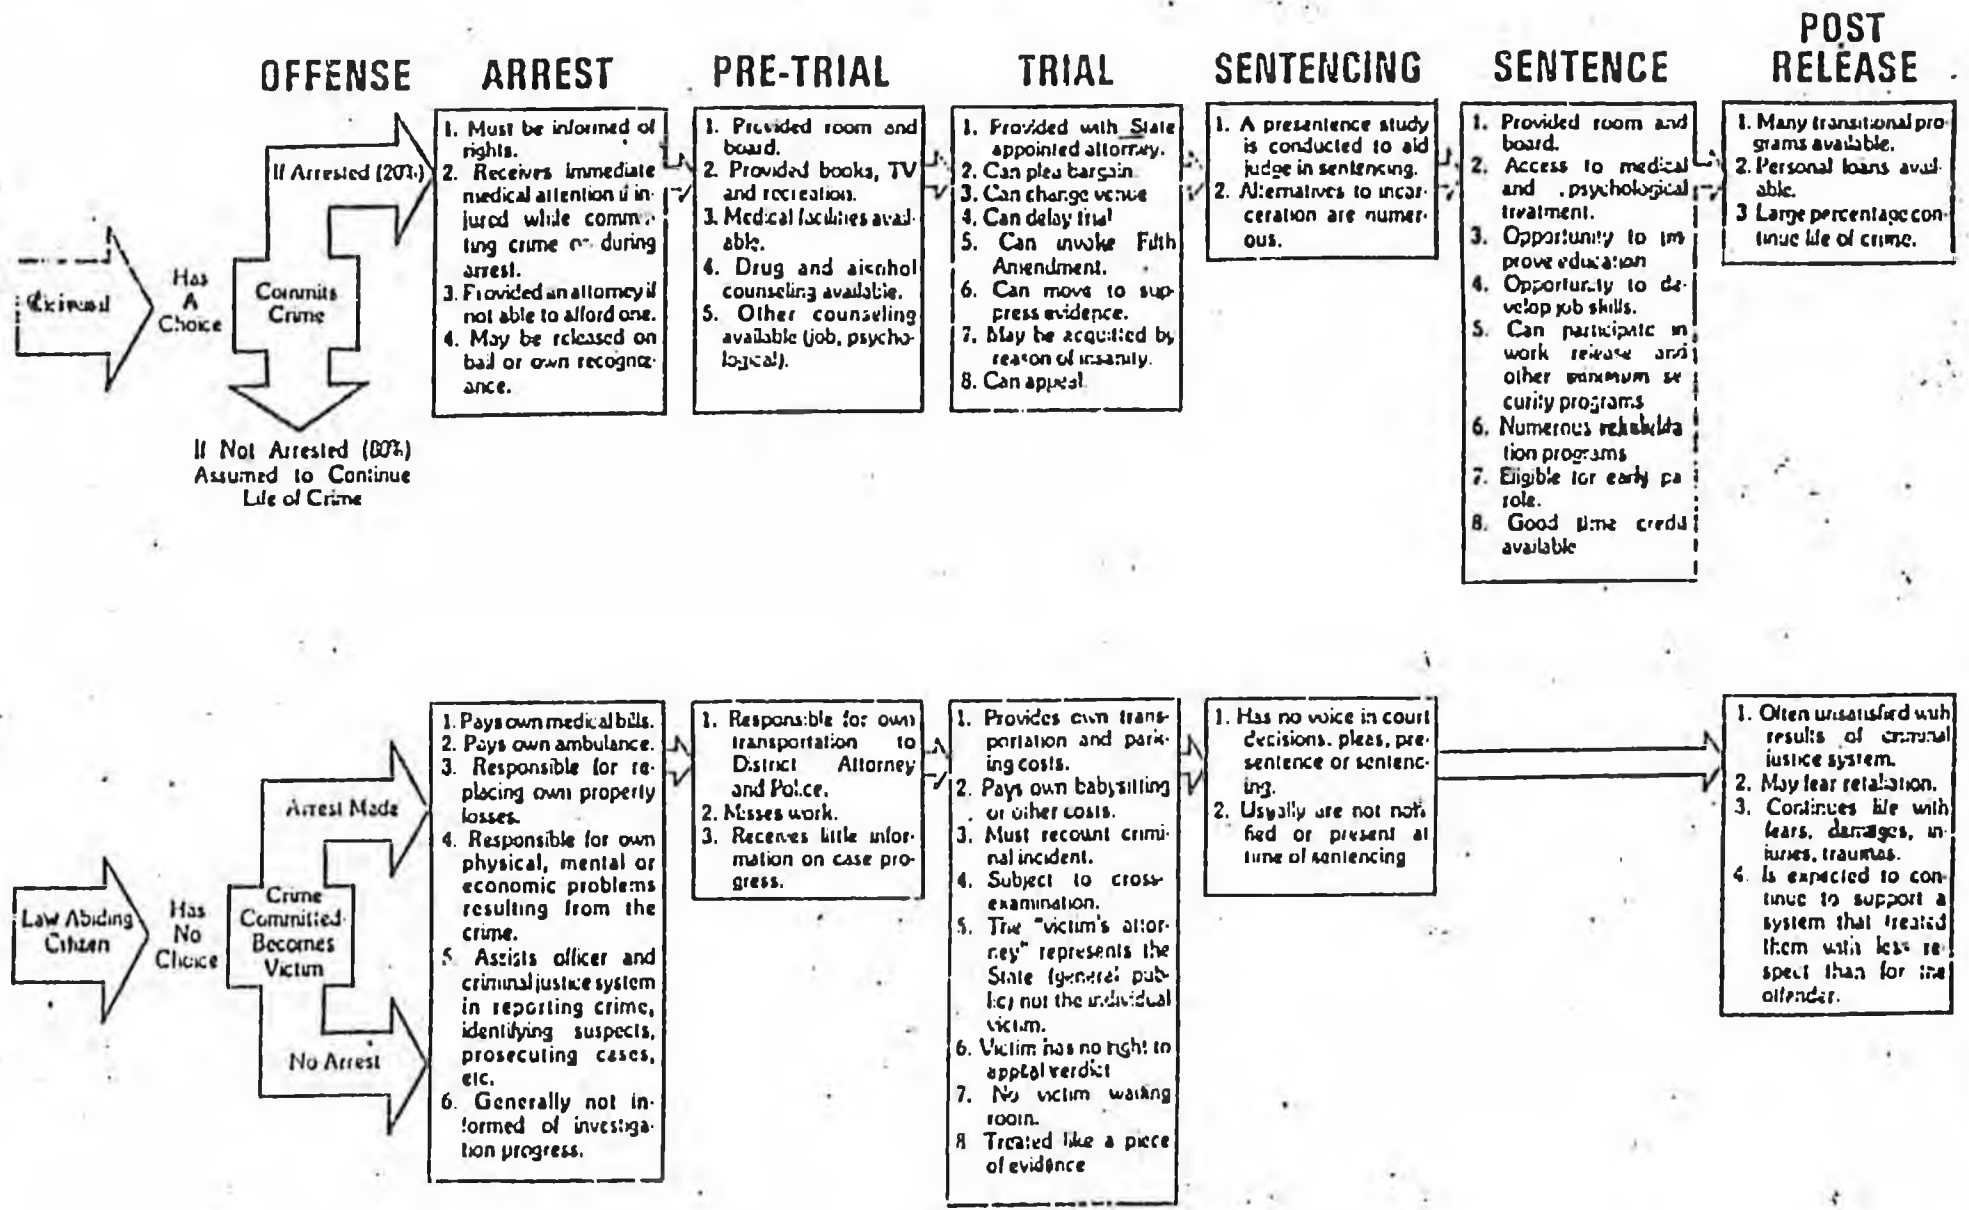 OFFENSE
ARREST
PRE-TRIAL
TRIAL
SENTENCING
SENTENCE
POST
RELEASE
Has
A
Choice
Commits
Crime
If Arrested (20%)
If Not Arrested (80%)
Assumed to Continue
Life of Crime
1. Must be informed of
rights.
2. Receives immediate
medical attention if in-
jured while commit-
ting crime or during
arrest.
3. Provided an attorney if
not able to afford one.
4. May be released on
bail or own recogniz-
ance.
1. Provided room and
board.
2. Provided books, TV
and recreation.
3. Medical facilities avail-
able.
4. Drug and alcohol
counseling available.
5. Other counseling
available (job, psycho-
logical).
1. Provided with State
appointed attorney.
2. Can plea bargain.
3. Can change venue
4. Can delay trial
5. Can invoke Fifth
Amendment.
6. Can move to sup-
press evidence.
7. May be acquitted by
reason of insanity.
8. Can appeal
1. A presentence study
is conducted to aid
judge in sentencing.
2. Alternatives to incar-
ceration are numer-
ous.
1. Provided room and
board.
2. Access to medical
and psychological
treatment.
3. Opportunity to im
prove education
4. Opportunity to de-
velop job skills.
5. Can participate in
work release and
other minimum se
curity programs
6. Numerous rehabilita
tion programs
7. Eligible for early pa
role.
8. Good time credit
available
1. Many transitional pro-
grams available.
2. Personal loans avail-
able.
3 Large percentage con-
tinue life of crime.
Law Abiding
Citizen
Has
No
Choice
Crime
Committed-
Becomes
Victim
Arrest Made
No Arrest
1. Pays own medical bills.
2. Pays own ambulance.
3. Responsible for re-
placing own property
losses.
4. Responsible for own
physical, mental or
economic problems
resulting from the
crime.
5. Assists officer and
criminal justice system
in reporting crime,
identifying suspects,
prosecuting cases,
etc.
6. Generally not in-
formed of investiga-
tion progress.
1. Responsible for own
transportation to
District Attorney
and Police.
2. Misses work.
3. Receives little infor-
mation on case pro-
gress.
1. Provides own trans-
portation and park-
ing costs.
2. Pays own babysitting
or other costs.
3. Must recount crimi-
nal incident.
4. Subject to cross-
examination.
5. The "victim's attor-
ney" represents the
State (general pub-
lic) not the individual
victim.
6. Victim has no right to
appeal verdict
7. No victim waiting
room.
8 Treated like a piece
of evidence
1. Has no voice in court
decisions, pleas, pre-
sentence or sentenc-
ing.
2. Usually are not noti
fied or present at
time of sentencing
1. Often unsatisfied with
results of criminal
justice system.
2. May fear retaliation.
3. Continues life with
fears, damages, in-
juries, traumas.
4. Is expected to con-
tinue to support a
system that treated
them with less re-
spect than for the
offender.